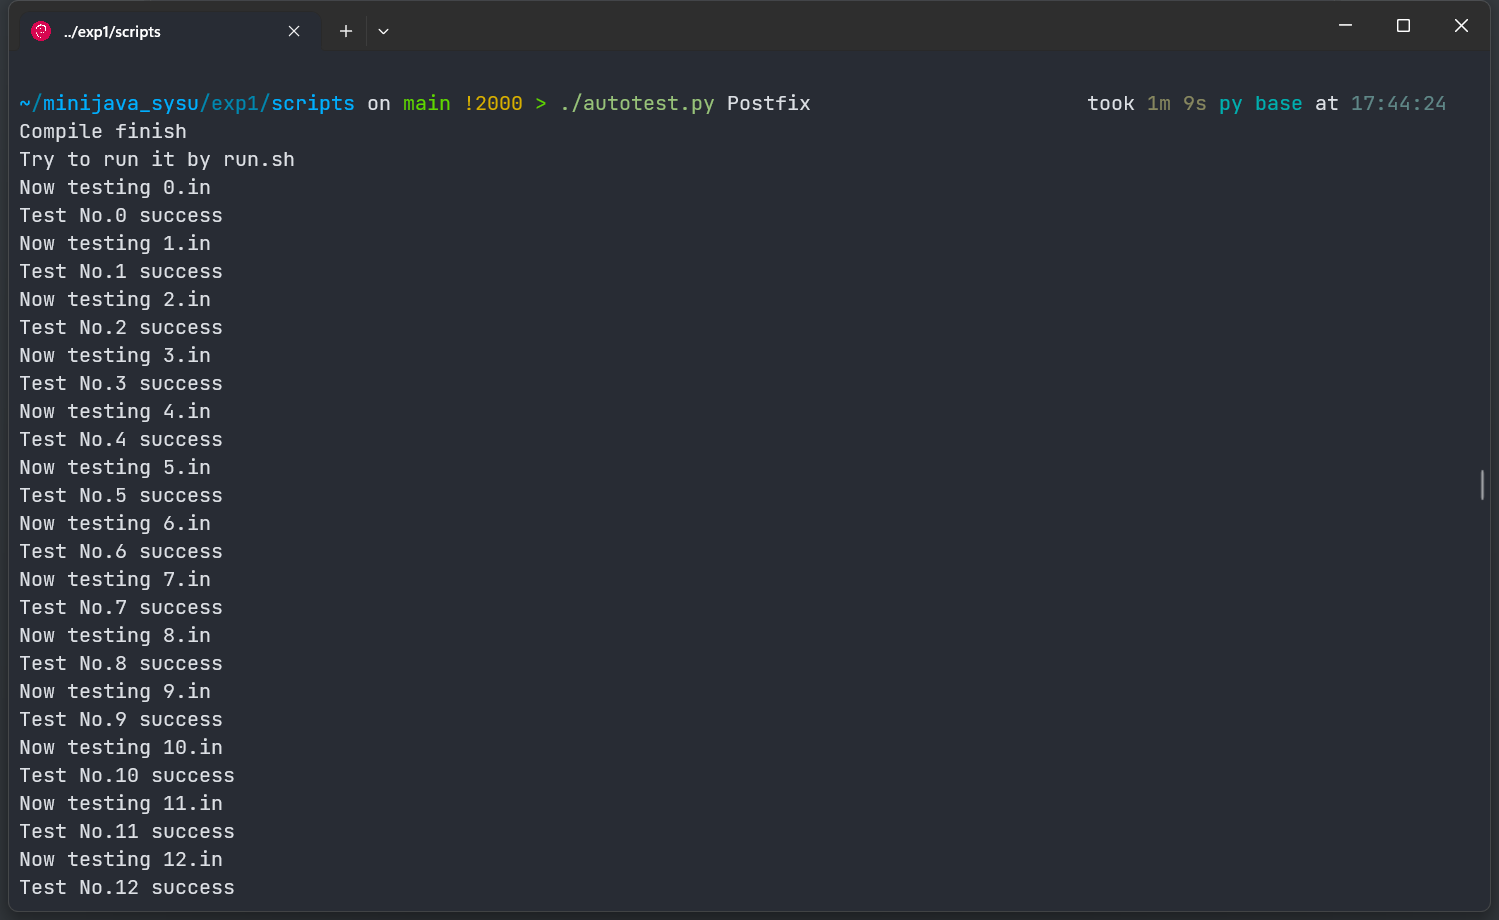 ../exp1/scripts
~/minijava_sysu/exp1/scripts on main !2000 > ./autotest.py Postfix took 1m 9s py base at 17:44:24
Compile finish
Try to run it by run.sh
Now testing 0.in
Test No.0 success
Now testing 1.in
Test No.1 success
Now testing 2.in
Test No.2 success
Now testing 3.in
Test No.3 success
Now testing 4.in
Test No.4 success
Now testing 5.in
Test No.5 success
Now testing 6.in
Test No.6 success
Now testing 7.in
Test No.7 success
Now testing 8.in
Test No.8 success
Now testing 9.in
Test No.9 success
Now testing 10.in
Test No.10 success
Now testing 11.in
Test No.11 success
Now testing 12.in
Test No.12 success